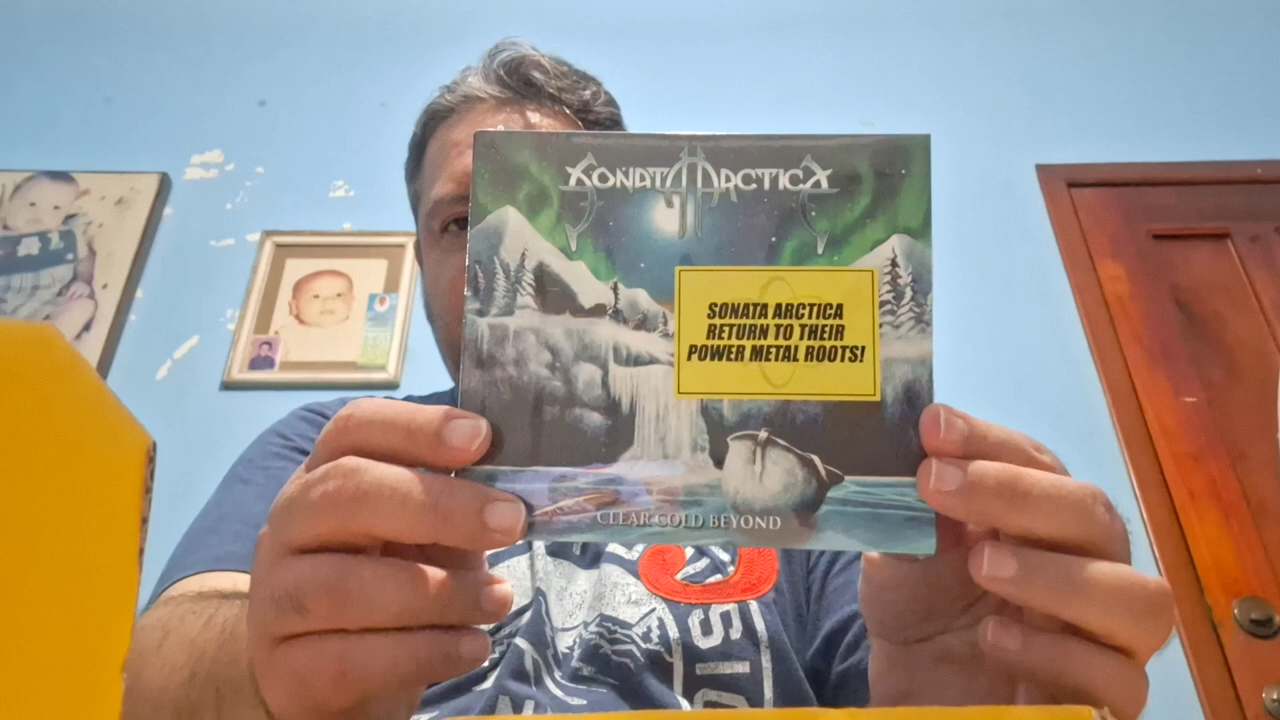 SONATA ARCTICA
SONATA ARCTICA
RETURN TO THEIR
POWER METAL ROOTS!
CLEAR COLD BEYOND